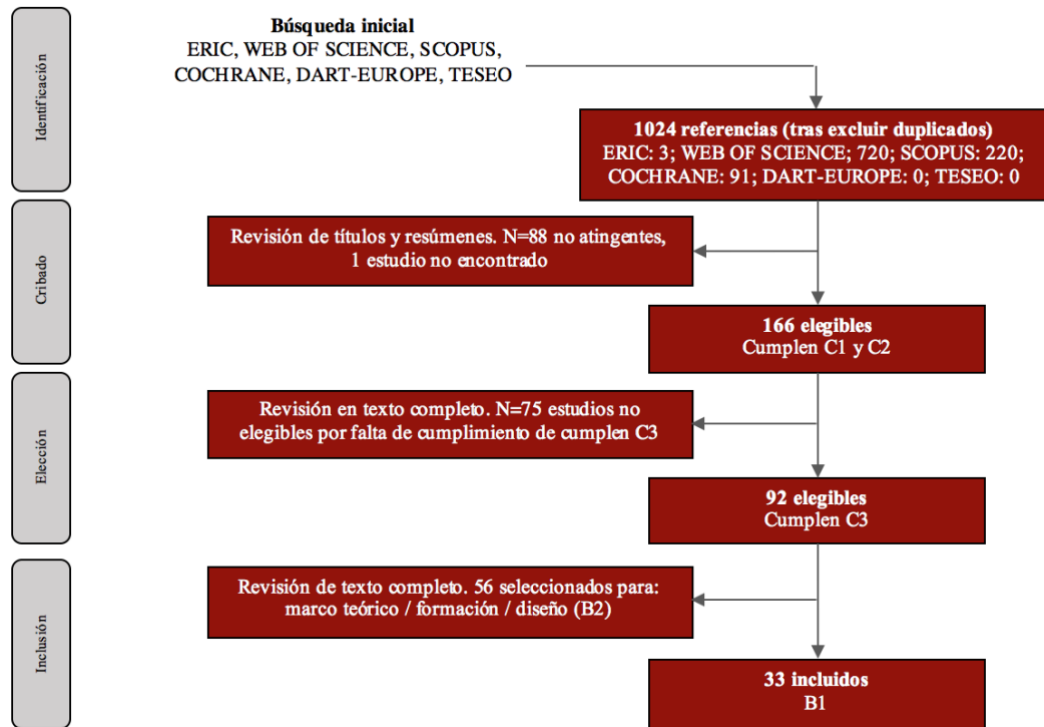 Identificación
Búsqueda inicial
ERIC, WEB OF SCIENCE, SCOPUS,
COCHRANE, DART-EUROPE, TESEO
1024 referencias (tras excluir duplicados)
ERIC: 3; WEB OF SCIENCE; 720; SCOPUS: 220;
COCHRANE: 91; DART-EUROPE: 0; TESEO: 0
Cribado
Revisión de títulos y resúmenes. N=88 no atingentes,
1 estudio no encontrado
166 elegibles
Cumplen C1 y C2
Elección
Revisión en texto completo. N=75 estudios no
elegibles por falta de cumplimiento de cumplen C3
92 elegibles
Cumplen C3
Inclusión
Revisión de texto completo. 56 seleccionados para:
marco teórico / formación / diseño (B2)
33 incluidos
B1